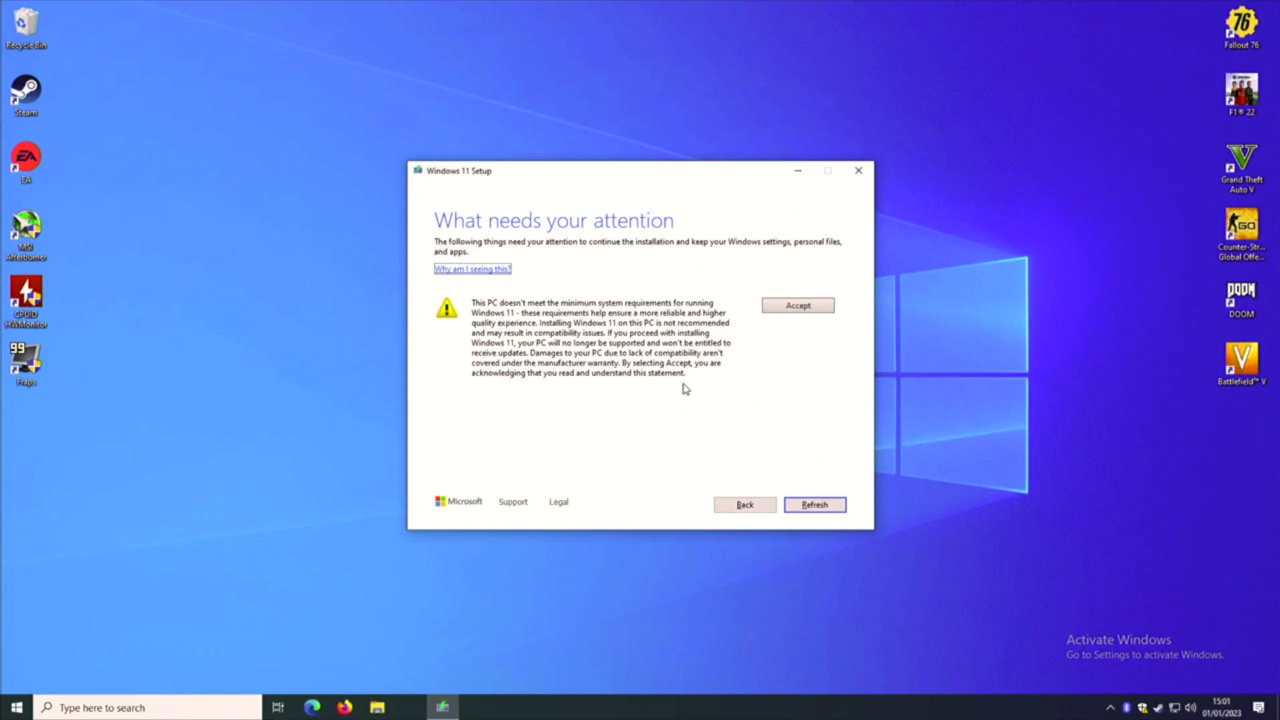 Recycle Bin
Steam
EA
EA
MSI
Afterburner
CPUID
HWMonitor
99
Fraps
Windows 11 Setup
What needs your attention
The following things need your attention to continue the installation and keep your Windows settings, personal files,
and apps.
Why am I seeing this?
This PC doesn't meet the minimum system requirements for running
Windows 11 - these requirements help ensure a more reliable and higher
quality experience. Installing Windows 11 on this PC is not recommended
and may result in compatibility issues. If you proceed with installing
Windows 11, your PC will no longer be supported and won't be entitled to
receive updates. Damages to your PC due to lack of compatibility aren't
covered under the manufacturer warranty. By selecting Accept, you are
acknowledging that you read and understand this statement.
Accept
Microsoft
Support
Legal
Back
Refresh
76
Fallout 76
F1® 22
V
Grand Theft
Auto V
GO
Counter-Str...
Global Offe...
DOOM
DOOM
V
Battlefield™ V
Activate Windows
Go to Settings to activate Windows.
Type here to search
15:01
01/01/2023